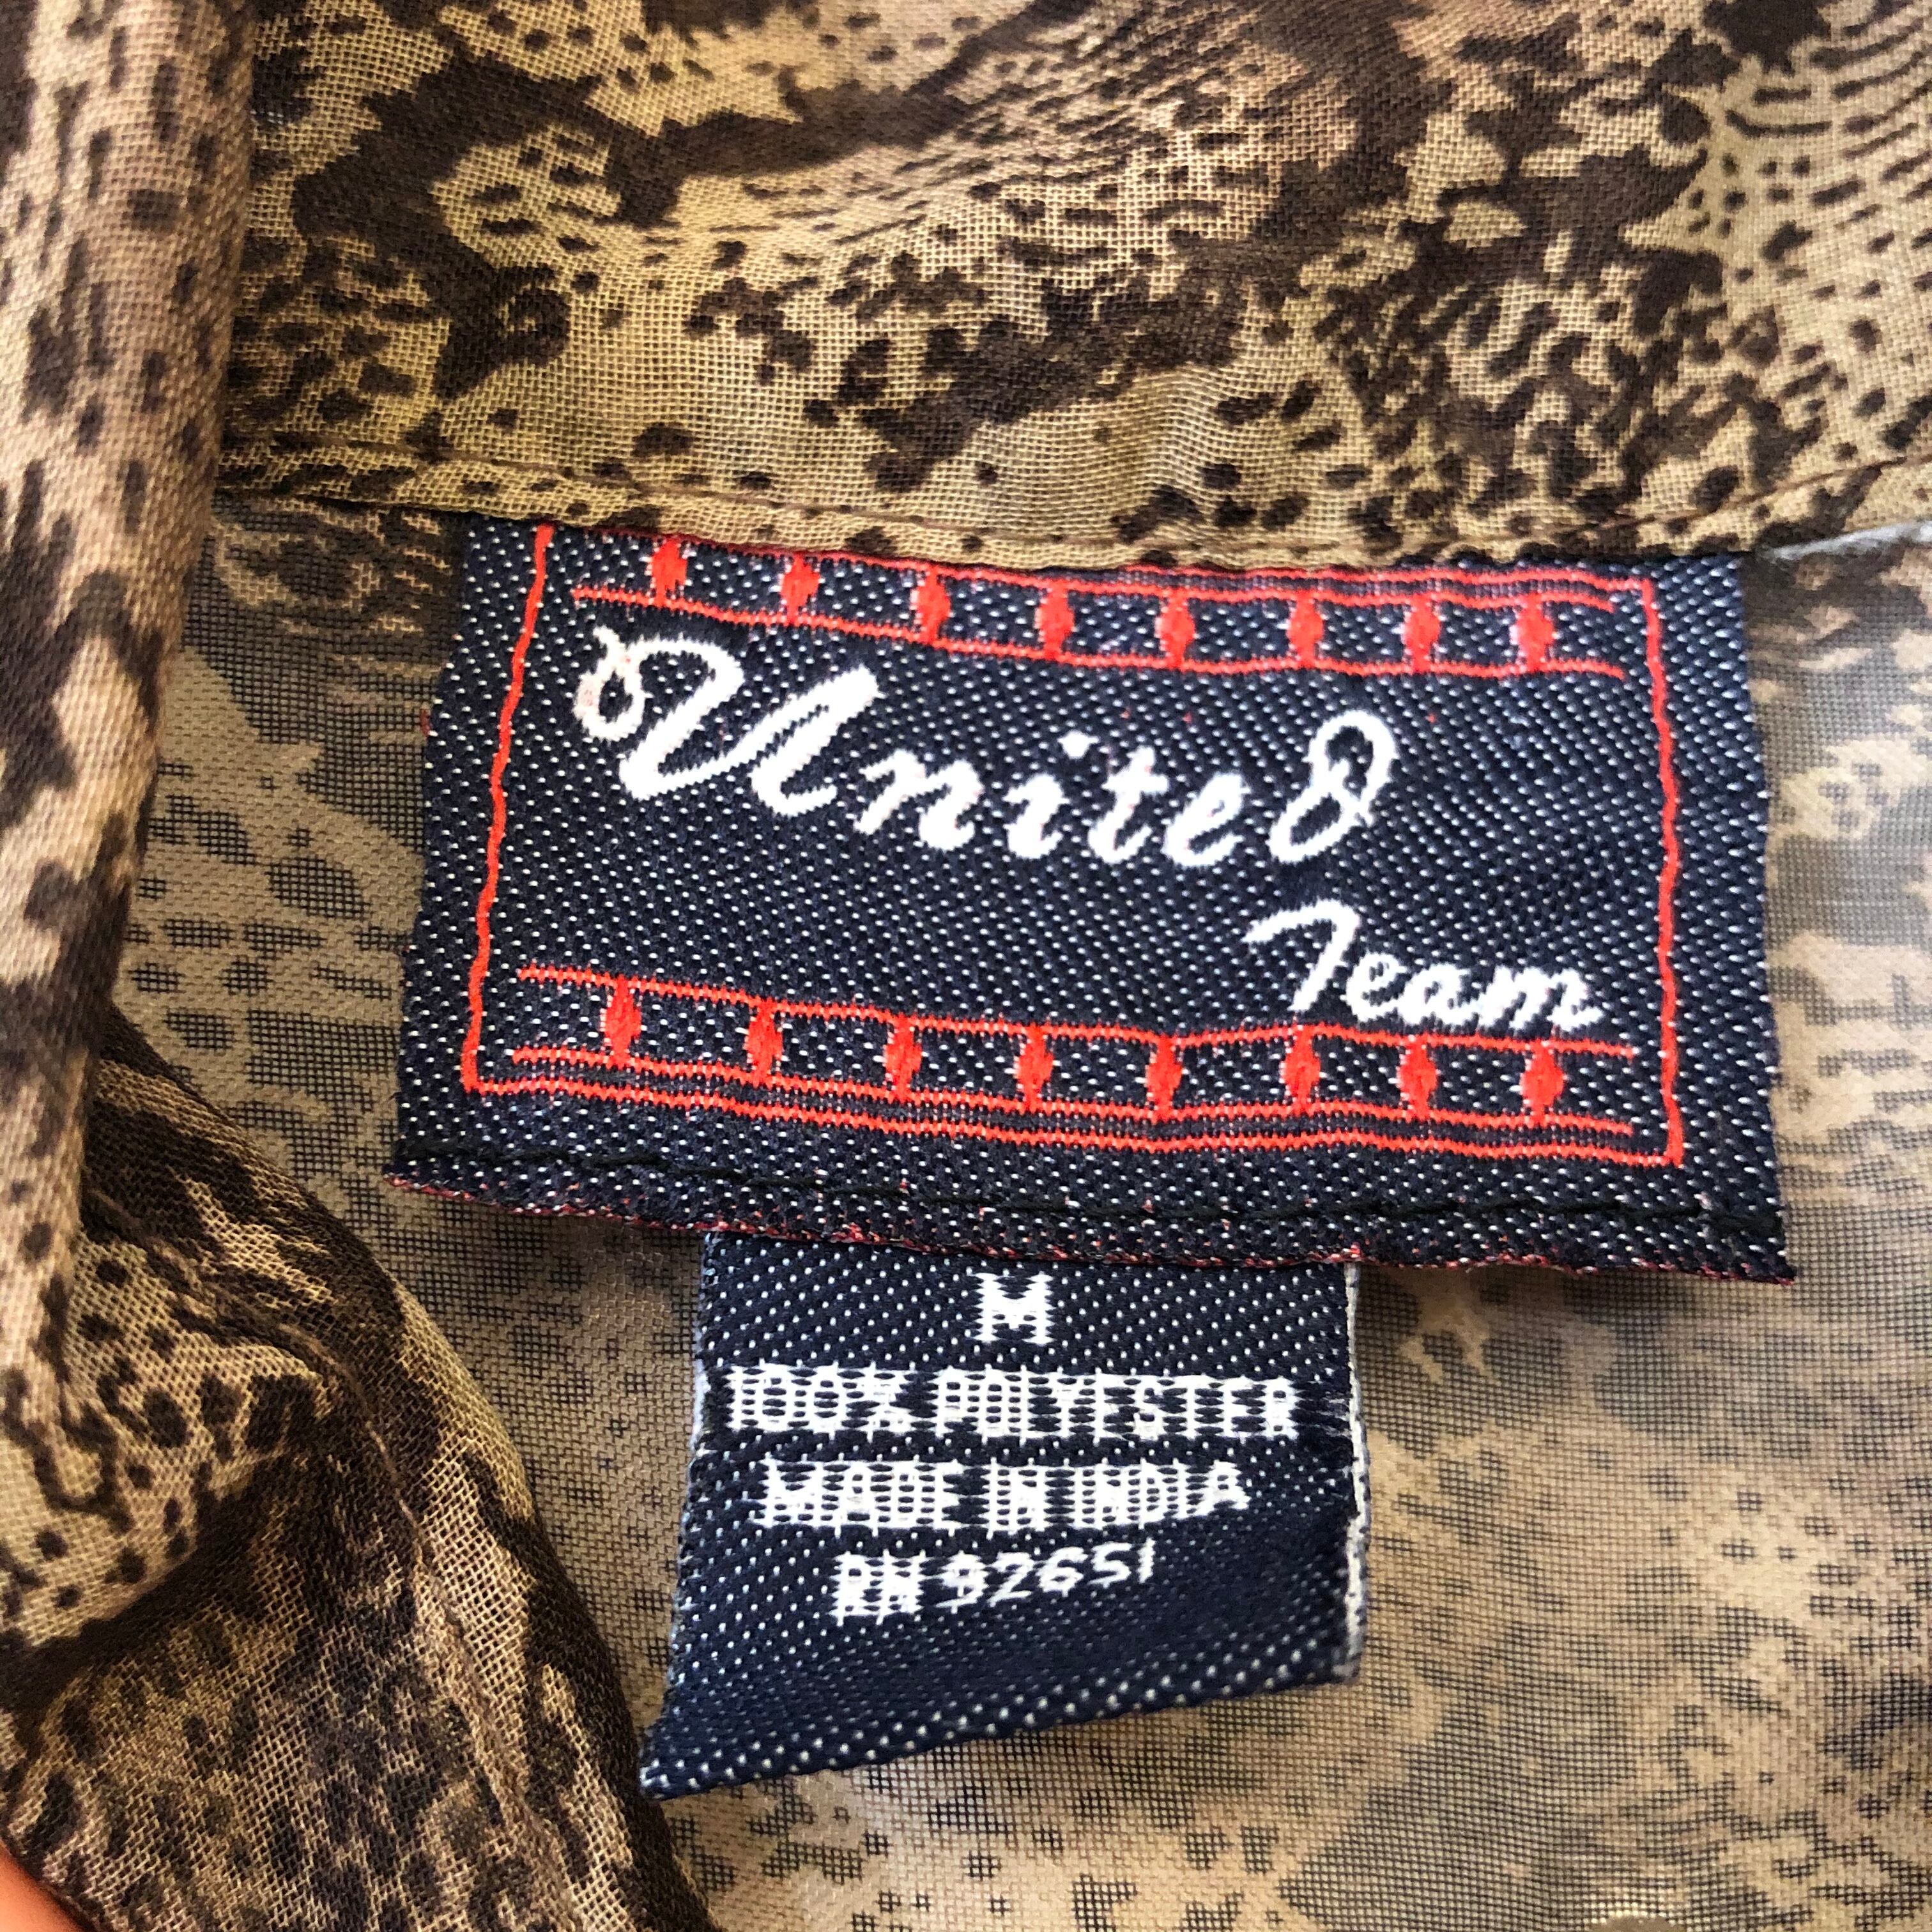 United
Team
M
100% POLYESTER
MADE IN INDIA
RN 92651